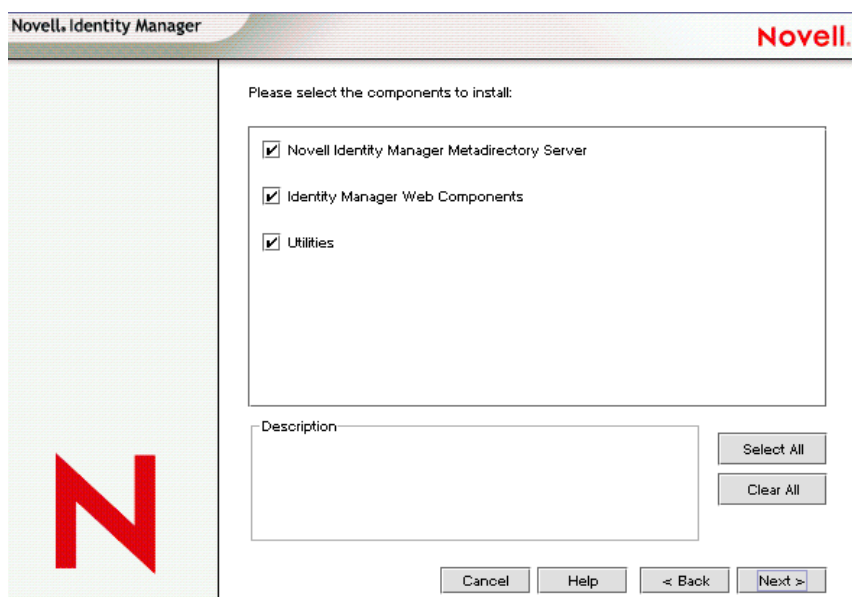 Novell. Identity Manager
Novell.
Please select the components to install:
Novell Identity Manager Metadirectory Server
Identity Manager Web Components
Utilities
Description
Select All
Clear All
N
Cancel Help < Back Next >